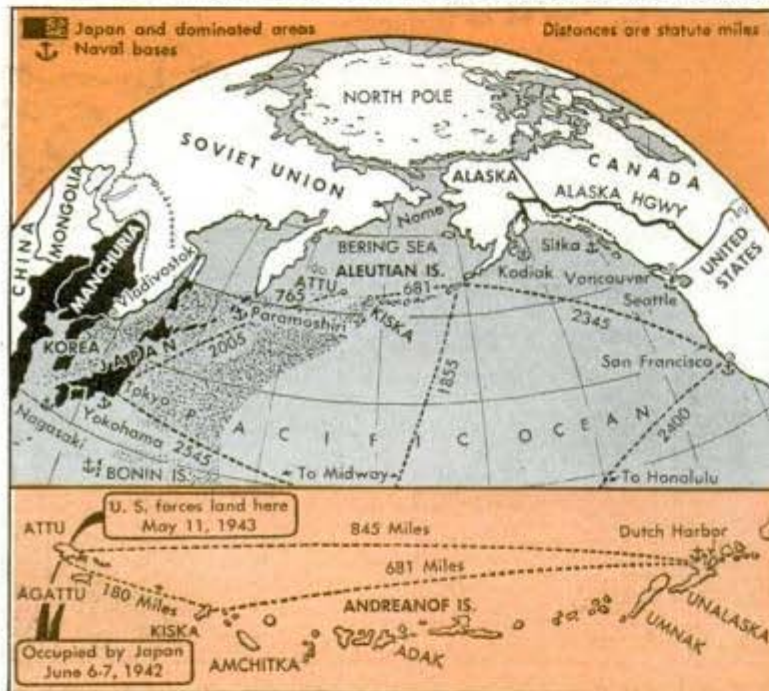 Japan and dominated areas
Naval bases
Distances are statute miles
NORTH POLE
SOVIET UNION
CANADA
ALASKA
ALASKA HGWY
MONGOLIA
CHINA
MANCHURIA
Vladivostok
Nome
BERING SEA
ALEUTIAN IS.
ATTU
765
681
Kodiak
Sitka
Vancouver
Seattle
UNITED
STATES
Paramoshiri
KISKA
KOREA
JAPAN
2005
2345
1855
San Francisco
Tokyo
Yokohama
Nagasaki
2545
PACIFIC OCEAN
2400
BONIN IS.
To Midway
To Honolulu
U. S. forces land here
May 11, 1943
ATTU
845 Miles
Dutch Harbor
681 Miles
AGATTU
180 Miles
KISKA
ANDREANOF IS.
UNALASKA
UMNAK
AMCHITKA
ADAK
Occupied by Japan
June 6-7, 1942